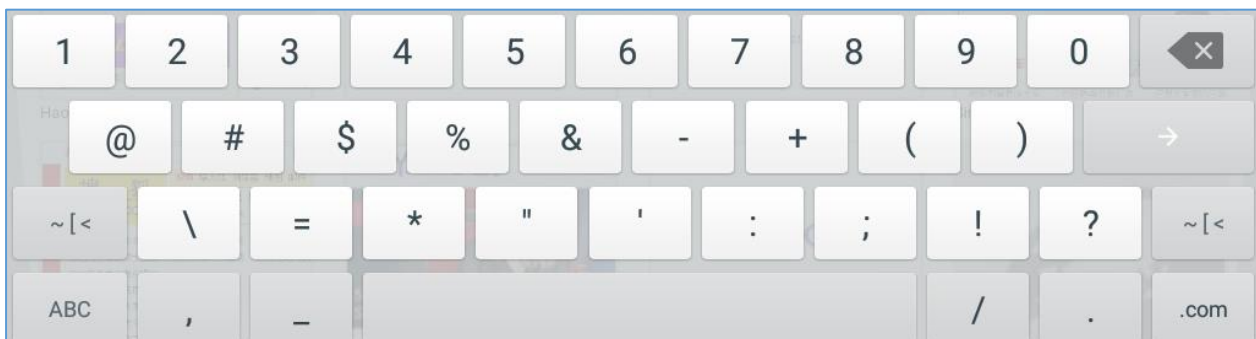 1 2 3 4 5 6 7 8 9 0
@ # $ % & - + ( )
~[< \ = * " ' : ; ! ? ~[<
ABC , _ / . .com